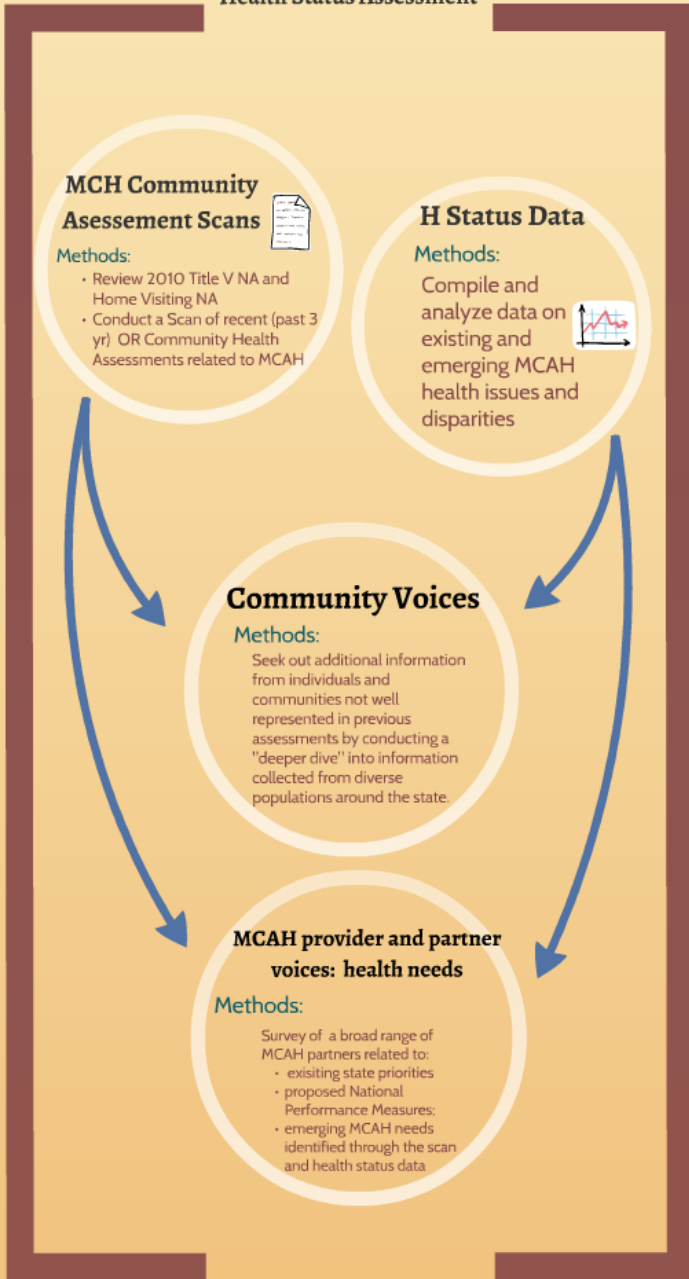 Health Status Assessment
MCH Community
Asessement Scans
Methods:
• Review 2010 Title V NA and
Home Visiting NA
• Conduct a Scan of recent (past 3
yr) OR Community Health
Assessments related to MCAH
H Status Data
Methods:
Compile and
analyze data on
existing and
emerging MCAH
health issues and
disparities
Community Voices
Methods:
Seek out additional information
from individuals and
communities not well
represented in previous
assessments by conducting a
"deeper dive" into information
collected from diverse
populations around the state.
MCAH provider and partner
voices: health needs
Methods:
Survey of a broad range of
MCAH partners related to:
• exisiting state priorities
• proposed National
Performance Measures;
• emerging MCAH needs
identified through the scan
and health status data